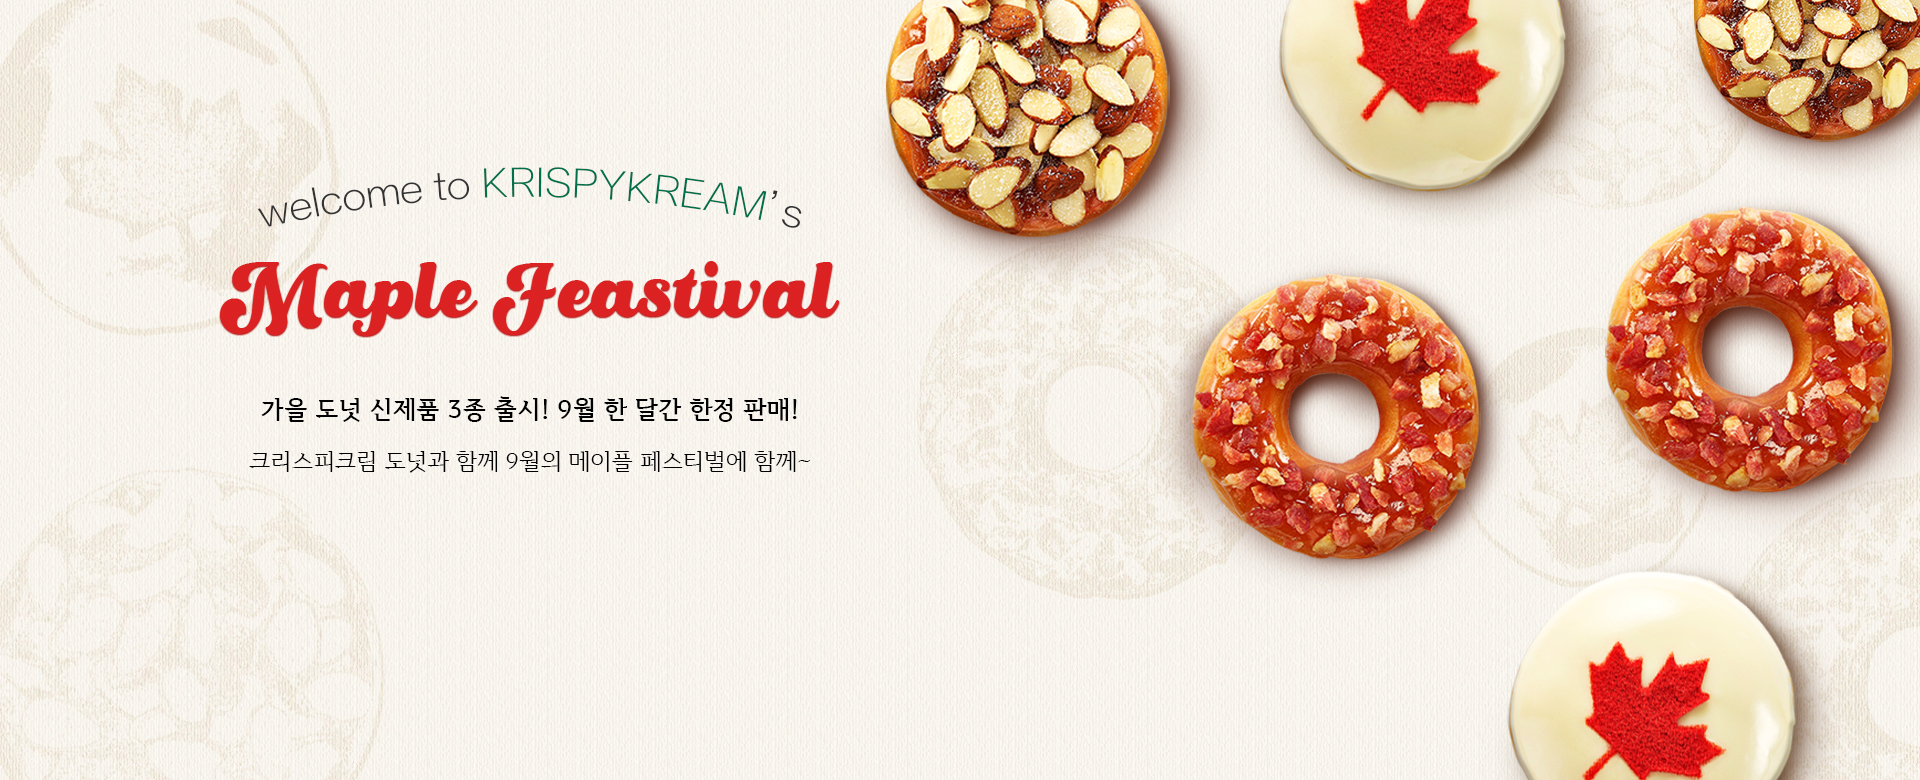 welcome to KRISPYKREAM's
Maple Feastival
가을 도넛 신제품 3종 출시! 9월 한 달간 한정 판매!
크리스피크림 도넛과 함께 9월의 메이플 페스티벌에 함께~